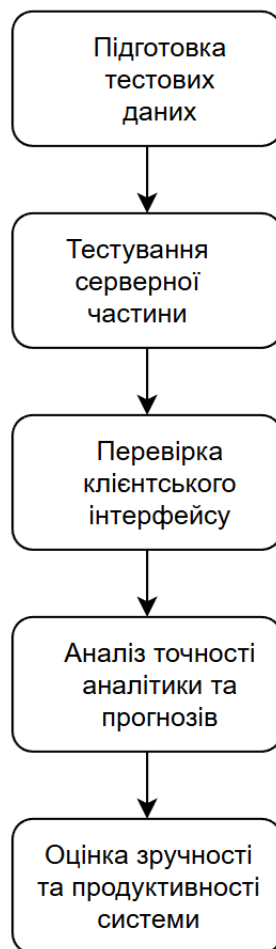 Підготовка
тестових
даних
Тестування
серверної
частини
Перевірка
клієнтського
інтерфейсу
Аналіз точності
аналітики та
прогнозів
Оцінка зручності
та продуктивності
системи